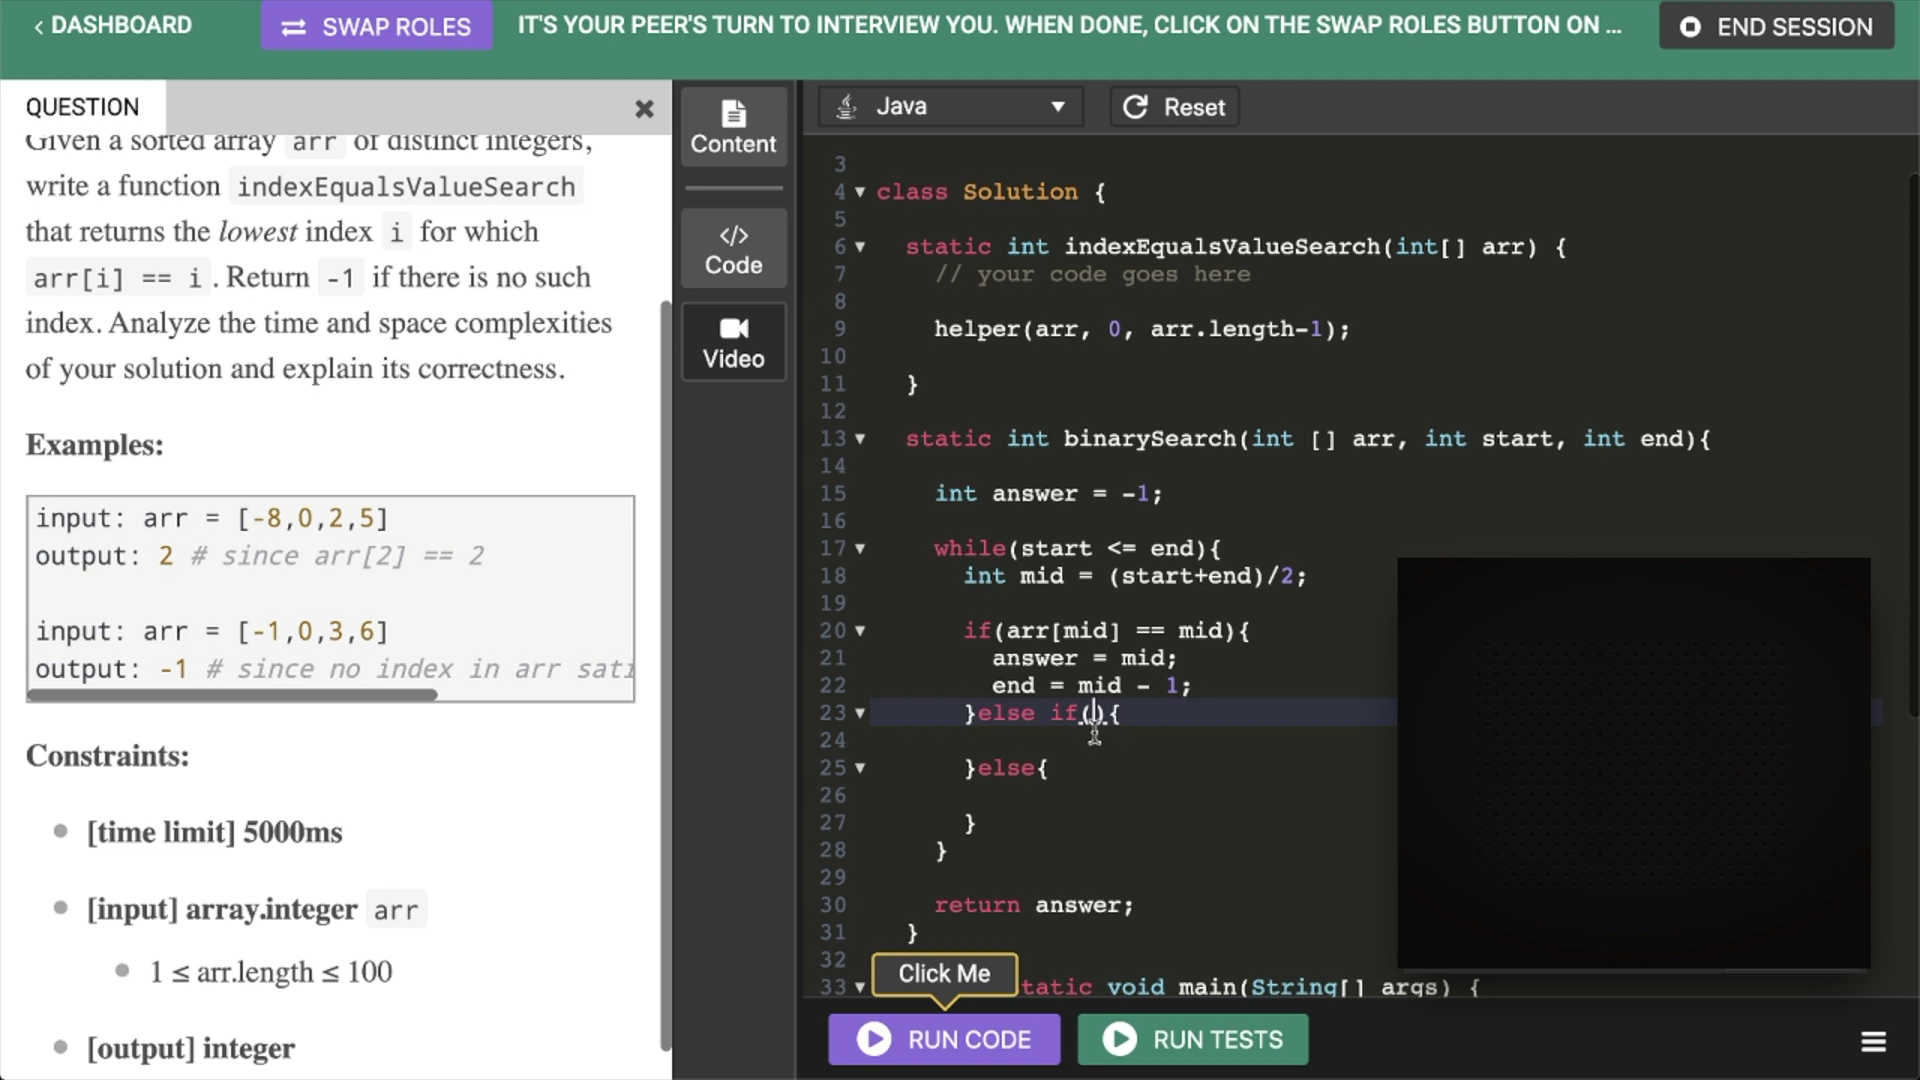 < DASHBOARD
SWAP ROLES
IT'S YOUR PEER'S TURN TO INTERVIEW YOU. WHEN DONE, CLICK ON THE SWAP ROLES BUTTON ON ...
END SESSION
QUESTION
Given a sorted array arr of distinct integers,
write a function indexEqualsValueSearch
that returns the lowest index i for which
arr[i] == i. Return -1 if there is no such
index. Analyze the time and space complexities
of your solution and explain its correctness.
Examples:
input: arr = [-8,0,2,5]
output: 2 # since arr[2] == 2
input: arr = [-1,0,3,6]
output: -1 # since no index in arr sati
Constraints:
[time limit] 5000ms
[input] array.integer arr
1 ≤ arr.length ≤ 100
[output] integer
Content
</> Code
Video
Java
Reset
3
4 class Solution {
5
6 static int indexEqualsValueSearch(int[] arr) {
7 // your code goes here
8
9 helper(arr, 0, arr.length-1);
10
11 }
12
13 static int binarySearch(int [] arr, int start, int end){
14
15 int answer = -1;
16
17 while(start <= end){
18 int mid = (start+end)/2;
19
20 if(arr[mid] == mid){
21 answer = mid;
22 end = mid - 1;
23 }else if(){
24
25 }else{
26
27 }
28 }
29
30 return answer;
31 }
32
33 tatic void main(String[] args) {
Click Me
RUN CODE
RUN TESTS